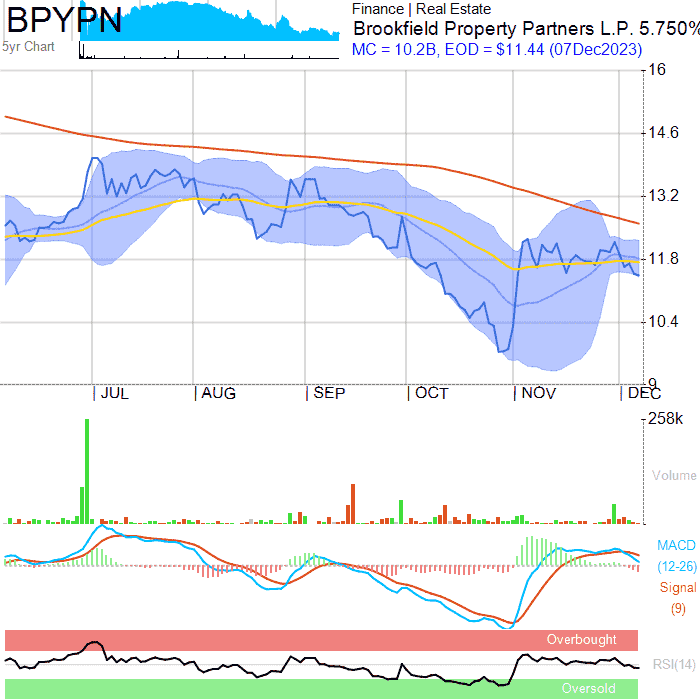 BPYPN
Finance | Real Estate
Brookfield Property Partners L.P. 5.750%
5yr Chart
MC = 10.2B, EOD = $11.44 (07Dec2023)
16
14.6
13.2
11.8
10.4
9
JUL AUG SEP OCT NOV DEC
258k
Volume
MACD
(12-26)
Signal
(9)
Overbought
RSI(14)
Oversold